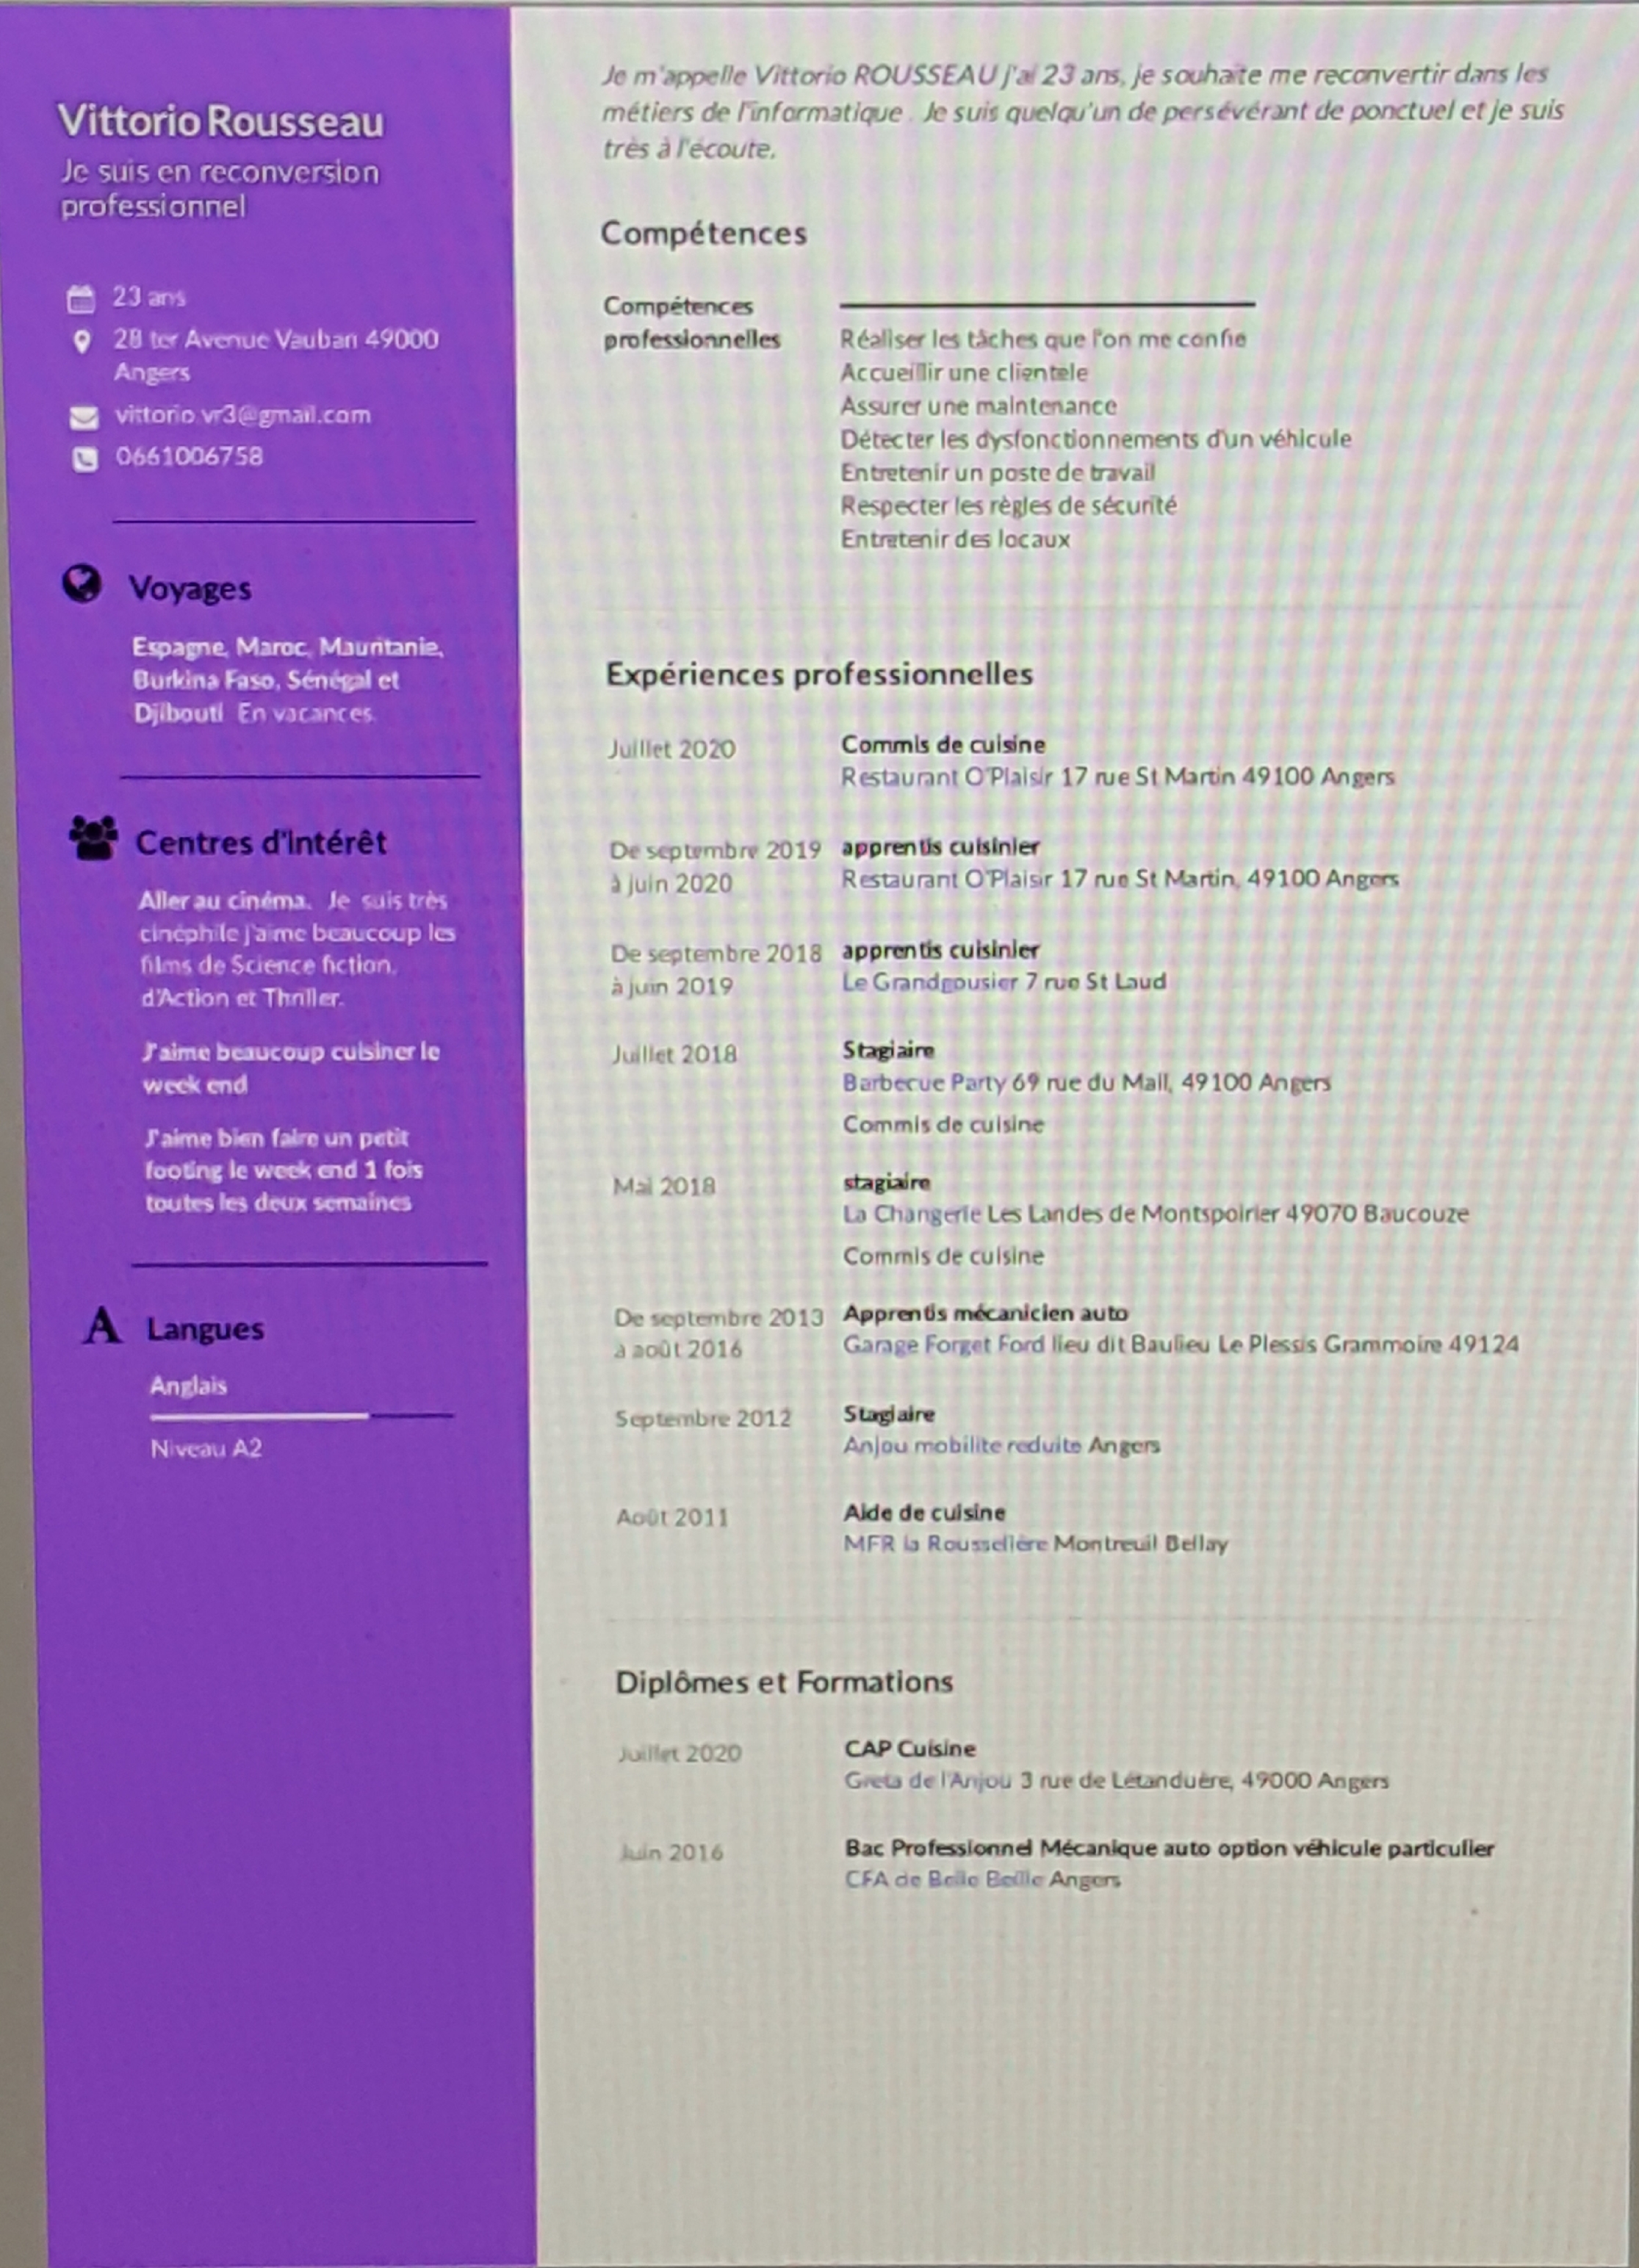 Vittorio Rousseau
Je suis en reconversion
professionnel
23 ans
28 ter Avenue Vauban 49000
Angers
vittorio.vr3@gmail.com
0661006758
Voyages
Espagne, Maroc, Mauritanie,
Burkina Faso, Sénégal et
Djibouti En vacances.
Centres d'intérêt
Aller au cinéma. Je suis très
cinéphile j'aime beaucoup les
films de Science fiction,
d'Action et Thriller.
J'aime beaucoup cuisiner le
week end
J'aime bien faire un petit
footing le week end 1 fois
toutes les deux semaines
A Langues
Anglais
Niveau A2
Je m'appelle Vittorio ROUSSEAU j'ai 23 ans, je souhaite me reconvertir dans les
métiers de l'informatique . Je suis quelqu'un de persévérant de ponctuel et je suis
très à l'écoute.
Compétences
Compétences
professionnelles
Réaliser les tâches que l'on me confie
Accueillir une clientele
Assurer une maintenance
Détecter les dysfonctionnements d'un véhicule
Entretenir un poste de travail
Respecter les règles de sécurité
Entretenir des locaux
Expériences professionnelles
Juillet 2020 Commis de cuisine
Restaurant O'Plaisir 17 rue St Martin 49100 Angers
De septembre 2019 apprentis cuisinier
à juin 2020 Restaurant O'Plaisir 17 rue St Martin, 49100 Angers
De septembre 2018 apprentis cuisinier
à juin 2019 Le Grandgousier 7 rue St Laud
Juillet 2018 Stagiaire
Barbecue Party 69 rue du Mail, 49100 Angers
Commis de cuisine
Mai 2018 stagiaire
La Changerie Les Landes de Montspoirier 49070 Baucouze
Commis de cuisine
De septembre 2013 Apprentis mécanicien auto
à août 2016 Garage Forget Ford lieu dit Baulieu Le Plessis Grammoire 49124
Septembre 2012 Stagiaire
Anjou mobilite reduite Angers
Août 2011 Aide de cuisine
MFR la Rousselière Montreuil Bellay
Diplômes et Formations
Juillet 2020 CAP Cuisine
Greta de l'Anjou 3 rue de Létanduère, 49000 Angers
Juin 2016 Bac Professionnel Mécanique auto option véhicule particulier
CFA de Belle Beille Angers